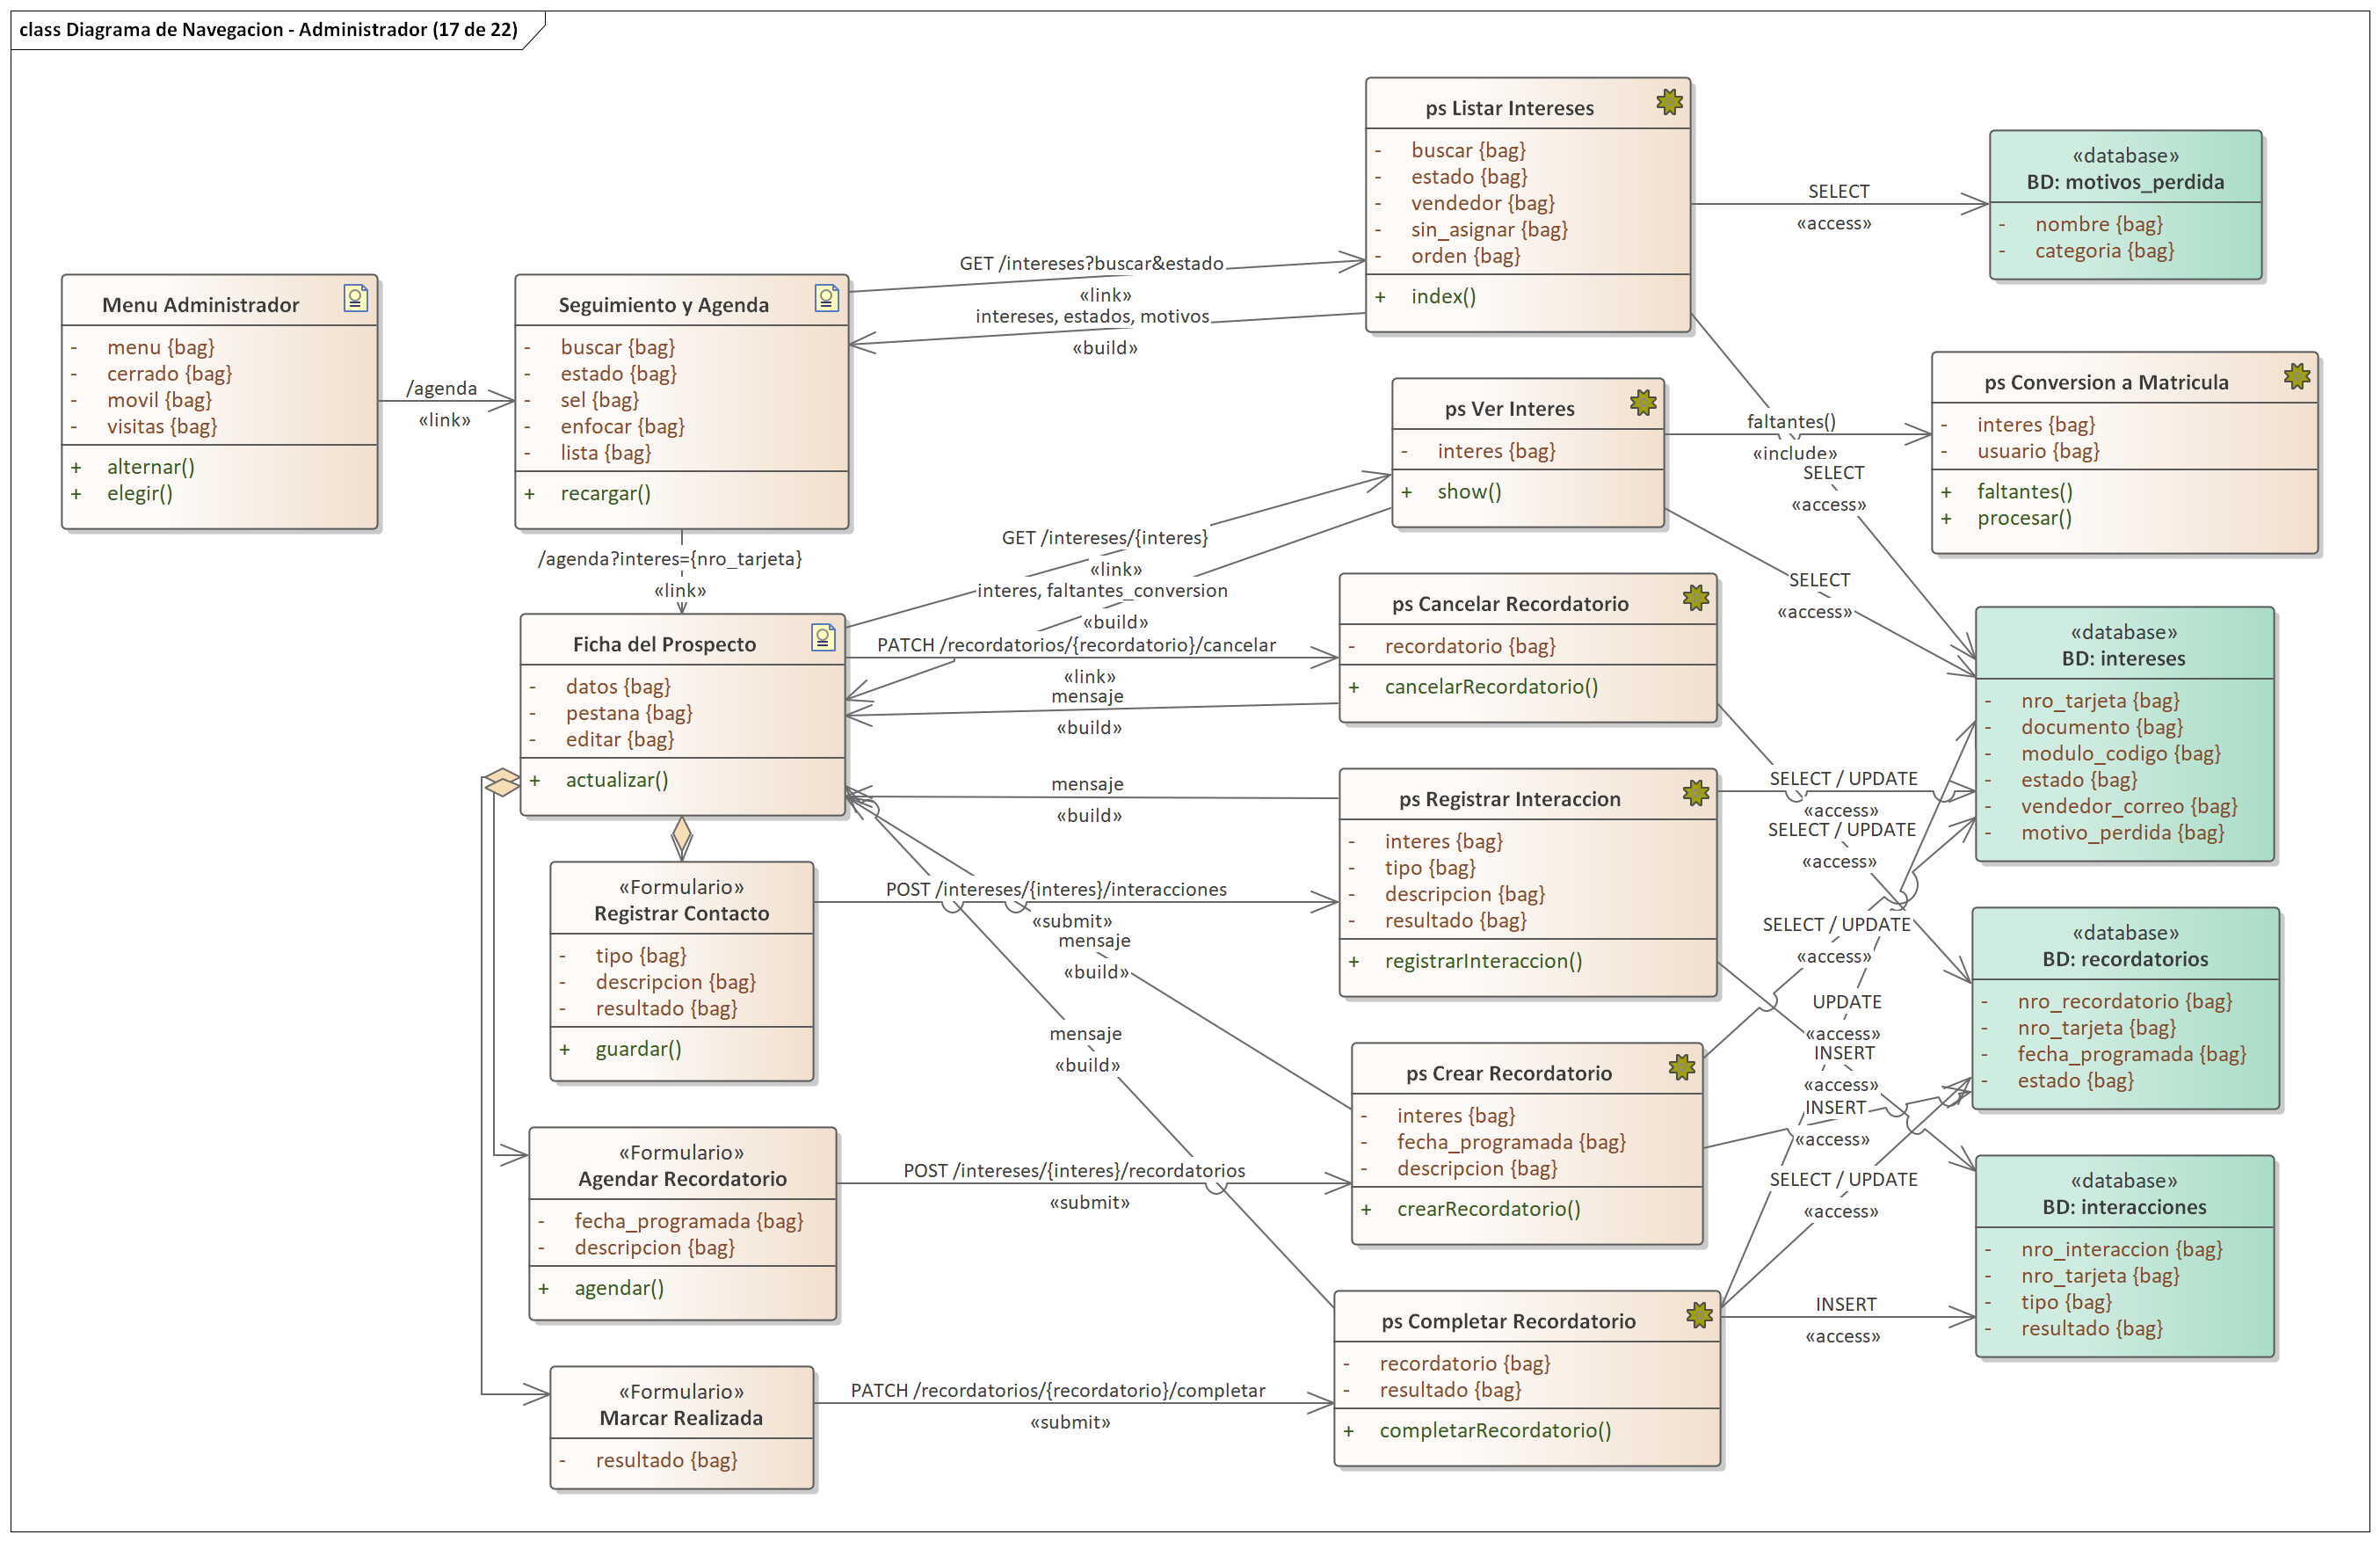 class Diagrama de Navegacion - Administrador (17 de 22)
Menu Administrador
- menu {bag}
- cerrado {bag}
- movil {bag}
- visitas {bag}
+ alternar()
+ elegir()
/agenda
«link»
Seguimiento y Agenda
- buscar {bag}
- estado {bag}
- sel {bag}
- enfocar {bag}
- lista {bag}
+ recargar()
GET /intereses?buscar&estado
«link»
intereses, estados, motivos
«build»
ps Listar Intereses
- buscar {bag}
- estado {bag}
- vendedor {bag}
- sin_asignar {bag}
- orden {bag}
+ index()
SELECT
«access»
«database»
BD: motivos_perdida
- nombre {bag}
- categoria {bag}
ps Ver Interes
- interes {bag}
+ show()
faltantes()
«include»
SELECT
«access»
ps Conversion a Matricula
- interes {bag}
- usuario {bag}
+ faltantes()
+ procesar()
/agenda?interes={nro_tarjeta}
«link»
GET /intereses/{interes}
«link»
interes, faltantes_conversion
«build»
SELECT
«access»
Ficha del Prospecto
- datos {bag}
- pestana {bag}
- editar {bag}
+ actualizar()
PATCH /recordatorios/{recordatorio}/cancelar
«link»
mensaje
«build»
ps Cancelar Recordatorio
- recordatorio {bag}
+ cancelarRecordatorio()
«database»
BD: intereses
- nro_tarjeta {bag}
- documento {bag}
- modulo_codigo {bag}
- estado {bag}
- vendedor_correo {bag}
- motivo_perdida {bag}
mensaje
«build»
ps Registrar Interaccion
- interes {bag}
- tipo {bag}
- descripcion {bag}
- resultado {bag}
+ registrarInteraccion()
SELECT / UPDATE
«access»
SELECT / UPDATE
«access»
«Formulario»
Registrar Contacto
- tipo {bag}
- descripcion {bag}
- resultado {bag}
+ guardar()
POST /intereses/{interes}/interacciones
«submit»
mensaje
«build»
SELECT / UPDATE
«access»
«database»
BD: recordatorios
- nro_recordatorio {bag}
- nro_tarjeta {bag}
- fecha_programada {bag}
- estado {bag}
UPDATE
«access»
mensaje
«build»
INSERT
«access»
ps Crear Recordatorio
- interes {bag}
- fecha_programada {bag}
- descripcion {bag}
+ crearRecordatorio()
INSERT
«access»
«Formulario»
Agendar Recordatorio
- fecha_programada {bag}
- descripcion {bag}
+ agendar()
POST /intereses/{interes}/recordatorios
«submit»
SELECT / UPDATE
«access»
«database»
BD: interacciones
- nro_interaccion {bag}
- nro_tarjeta {bag}
- tipo {bag}
- resultado {bag}
INSERT
«access»
ps Completar Recordatorio
- recordatorio {bag}
- resultado {bag}
+ completarRecordatorio()
«Formulario»
Marcar Realizada
- resultado {bag}
PATCH /recordatorios/{recordatorio}/completar
«submit»